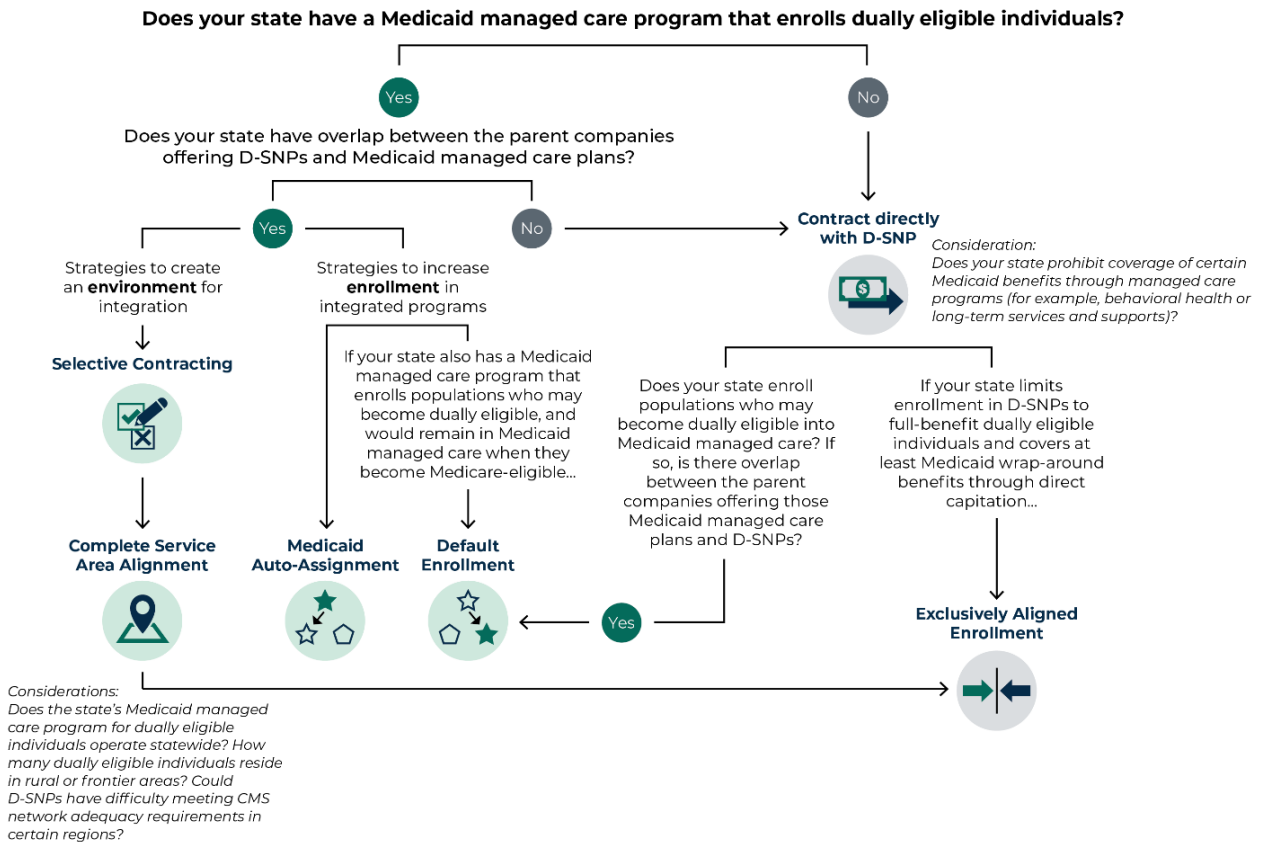 Does your state have a Medicaid managed care program that enrolls dually eligible individuals?
Yes
No
Does your state have overlap between the parent companies
offering D-SNPs and Medicaid managed care plans?
Yes
No
Contract directly
with D-SNP
Consideration:
Does your state prohibit coverage of certain
Medicaid benefits through managed care
programs (for example, behavioral health or
long-term services and supports)?
Strategies to create
an environment for
integration
Strategies to increase
enrollment in
integrated programs
Selective Contracting
If your state also has a Medicaid
managed care program that
enrolls populations who may
become dually eligible, and
would remain in Medicaid
managed care when they
become Medicare-eligible...
Does your state enroll
populations who may
become dually eligible into
Medicaid managed care? If
so, is there overlap
between the parent
companies offering those
Medicaid managed care
plans and D-SNPs?
If your state limits
enrollment in D-SNPs to
full-benefit dually eligible
individuals and covers at
least Medicaid wrap-around
benefits through direct
capitation...
Complete Service
Area Alignment
Medicaid
Auto-Assignment
Default
Enrollment
Yes
Exclusively Aligned
Enrollment
Considerations:
Does the state's Medicaid managed
care program for dually eligible
individuals operate statewide? How
many dually eligible individuals reside
in rural or frontier areas? Could
D-SNPs have difficulty meeting CMS
network adequacy requirements in
certain regions?